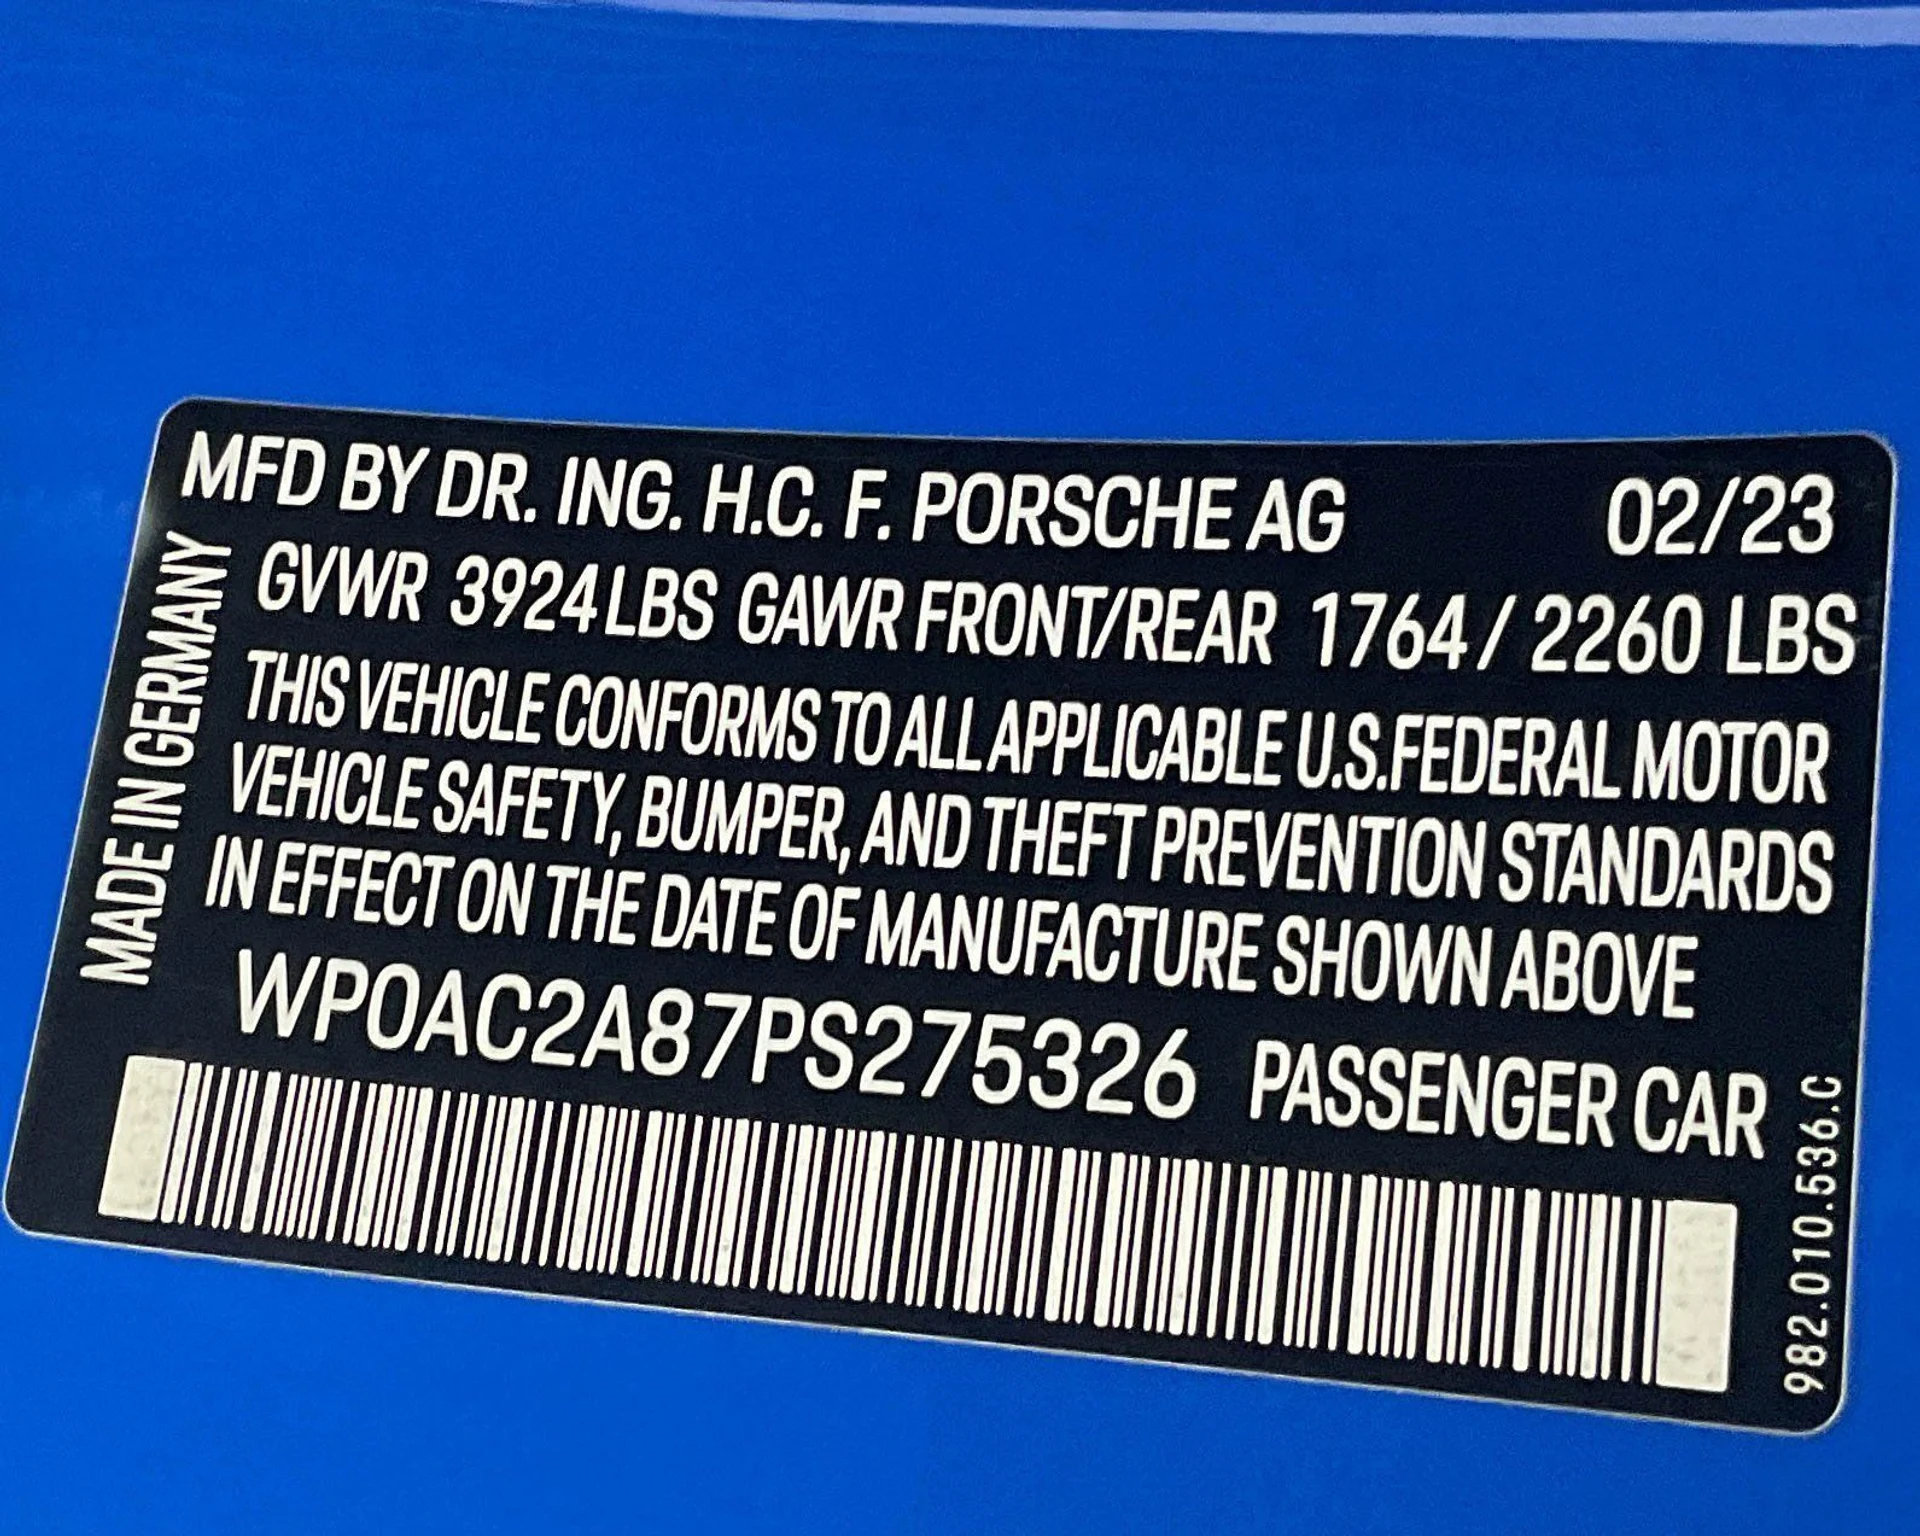 MFD BY DR. ING. H.C. F. PORSCHE AG 02/23
GVWR 3924 LBS GAWR FRONT/REAR 1764 / 2260 LBS
THIS VEHICLE CONFORMS TO ALL APPLICABLE U.S.FEDERAL MOTOR
VEHICLE SAFETY, BUMPER, AND THEFT PREVENTION STANDARDS
IN EFFECT ON THE DATE OF MANUFACTURE SHOWN ABOVE
WP0AC2A87PS275326 PASSENGER CAR
MADE IN GERMANY
982.010.536.C